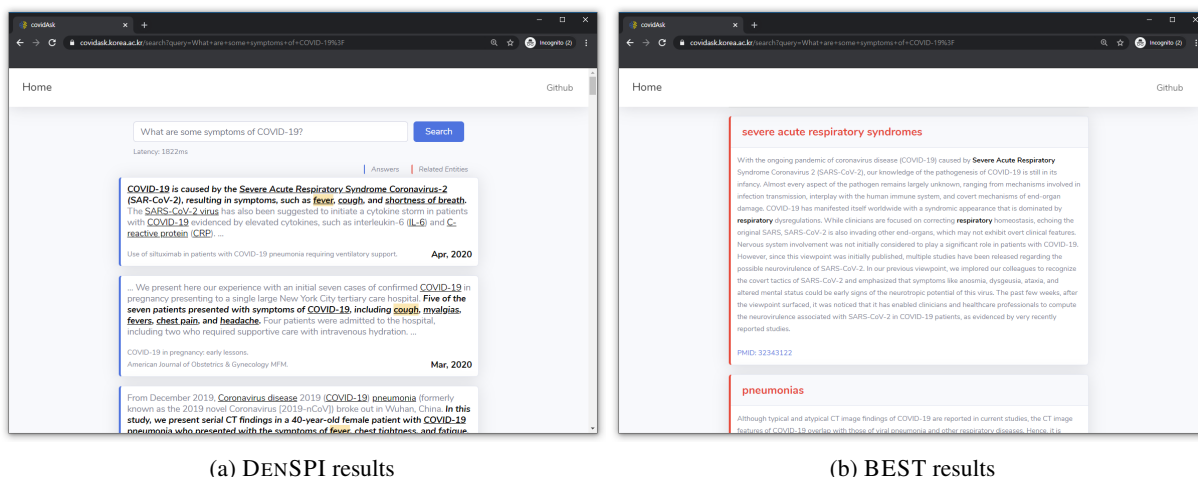 covidAsk
covidask.korea.ac.kr/search?query=What+are+some+symptoms+of+COVID-19%3F
Incognito (2)
Home
Github
What are some symptoms of COVID-19?
Search
Latency: 1822ms
Answers
Related Entities
COVID-19 is caused by the Severe Acute Respiratory Syndrome Coronavirus-2
(SAR-CoV-2), resulting in symptoms, such as fever, cough, and shortness of breath.
The SARS-CoV-2 virus has also been suggested to initiate a cytokine storm in patients
with COVID-19 evidenced by elevated cytokines, such as interleukin-6 (IL-6) and C-
reactive protein (CRP). ...
Use of siltuximab in patients with COVID-19 pneumonia requiring ventilatory support.
Apr, 2020
... We present here our experience with an initial seven cases of confirmed COVID-19 in
pregnancy presenting to a single large New York City tertiary care hospital. Five of the
seven patients presented with symptoms of COVID-19, including cough, myalgias,
fevers, chest pain, and headache. Four patients were admitted to the hospital,
including two who required supportive care with intravenous hydration. ...
COVID-19 in pregnancy: early lessons.
American Journal of Obstetrics & Gynecology MFM.
Mar, 2020
From December 2019, Coronavirus disease 2019 (COVID-19) pneumonia (formerly
known as the 2019 novel Coronavirus [2019-nCoV]) broke out in Wuhan, China. In this
study, we present serial CT findings in a 40-year-old female patient with COVID-19
pneumonia who presented with the symptoms of fever, chest tightness, and fatigue.
(a) DENSPI results
covidAsk
covidask.korea.ac.kr/search?query=What+are+some+symptoms+of+COVID-19%3F
Incognito (2)
Home
Github
severe acute respiratory syndromes
With the ongoing pandemic of coronavirus disease (COVID-19) caused by Severe Acute Respiratory
Syndrome Coronavirus 2 (SARS-CoV-2), our knowledge of the pathogenesis of COVID-19 is still in its
infancy. Almost every aspect of the pathogen remains largely unknown, ranging from mechanisms involved in
infection transmission, interplay with the human immune system, and covert mechanisms of end-organ
damage. COVID-19 has manifested itself worldwide with a syndromic appearance that is dominated by
respiratory dysregulations. While clinicians are focused on correcting respiratory homeostasis, echoing the
original SARS, SARS-CoV-2 is also invading other end-organs, which may not exhibit overt clinical features.
Nervous system involvement was not initially considered to play a significant role in patients with COVID-19.
However, since this viewpoint was initially published, multiple studies have been released regarding the
possible neurovirulence of SARS-CoV-2. In our previous viewpoint, we implored our colleagues to recognize
the covert tactics of SARS-CoV-2 and emphasized that symptoms like anosmia, dysgeusia, ataxia, and
altered mental status could be early signs of the neurotropic potential of this virus. The past few weeks, after
the viewpoint surfaced, it was noticed that it has enabled clinicians and healthcare professionals to compute
the neurovirulence associated with SARS-CoV-2 in COVID-19 patients, as evidenced by very recently
reported studies.
PMID: 32343122
pneumonias
Although typical and atypical CT image findings of COVID-19 are reported in current studies, the CT image
features of COVID-19 overlap with those of viral pneumonia and other respiratory diseases. Hence, it is
(b) BEST results